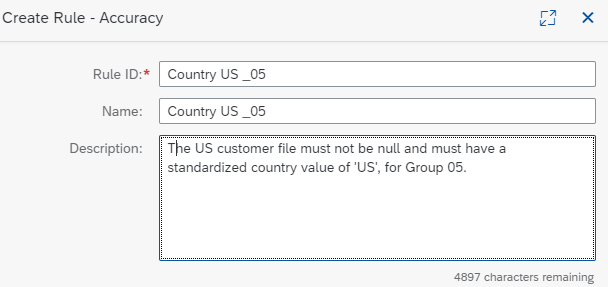 Create Rule - Accuracy
Rule ID:* Country US _05
Name: Country US _05
Description: The US customer file must not be null and must have a
standardized country value of 'US', for Group 05.
4897 characters remaining